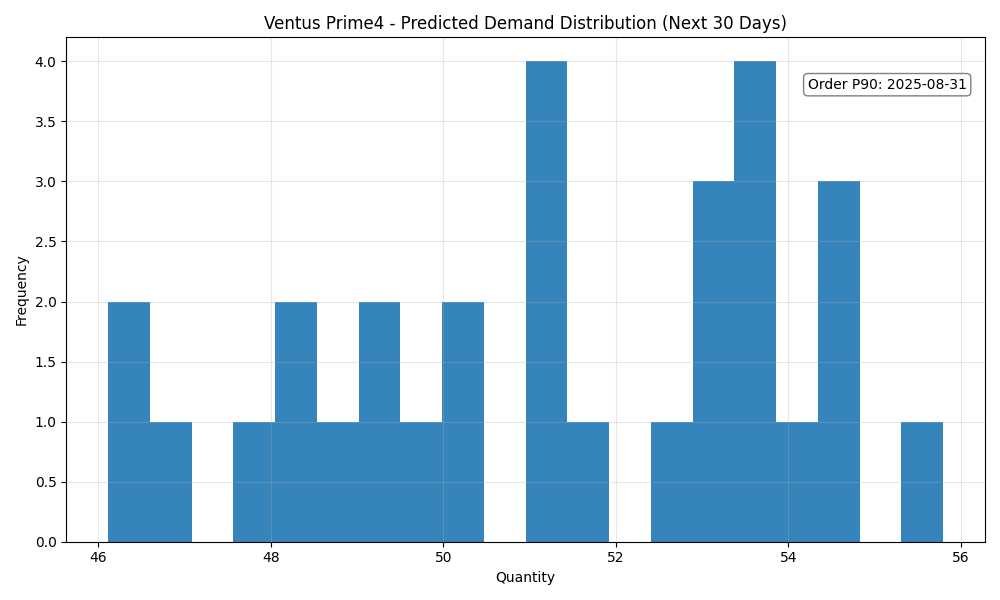 Ventus Prime4 - Predicted Demand Distribution (Next 30 Days)
Order P90: 2025-08-31
Frequency
4.0
3.5
3.0
2.5
2.0
1.5
1.0
0.5
0.0
46 48 50 52 54 56
Quantity